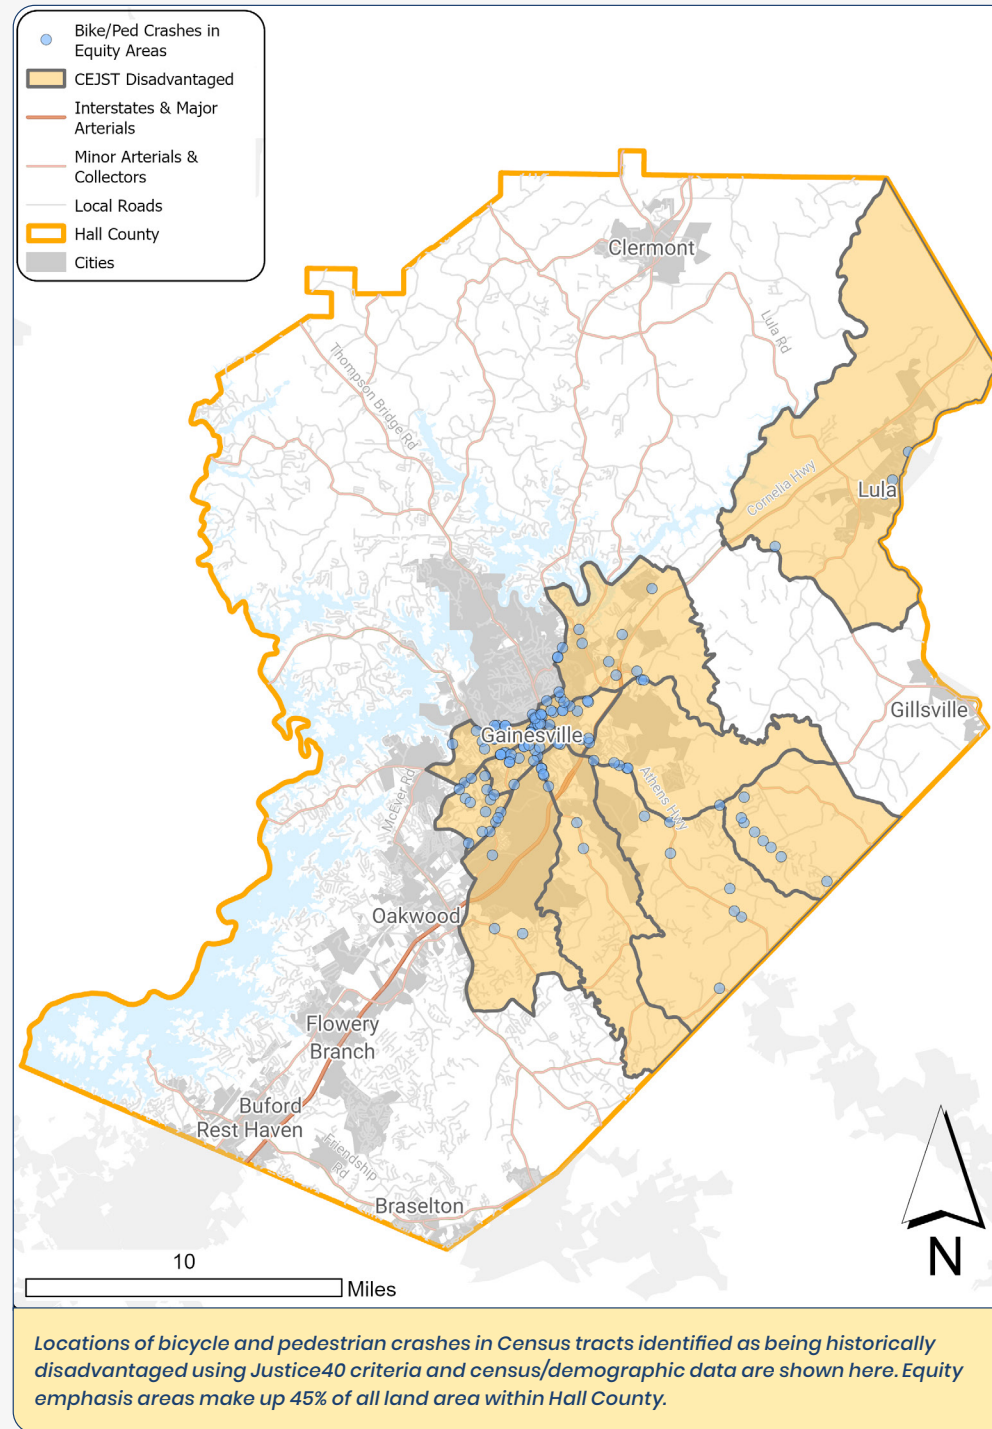 Bike/Ped Crashes in
Equity Areas
CEJST Disadvantaged
Interstates & Major
Arterials
Minor Arterials &
Collectors
Local Roads
Hall County
Cities
Clermont
Lula Rd
Thompson Bridge Rd
Cornelia Hwy
Lula
Gillsville
Gainesville
McEver Rd
Athens Hwy
Oakwood
Flowery
Branch
Buford
Rest Haven
Friendship
Rd
Braselton
N
10
Miles
Locations of bicycle and pedestrian crashes in Census tracts identified as being historically
disadvantaged using Justice40 criteria and census/demographic data are shown here. Equity
emphasis areas make up 45% of all land area within Hall County.